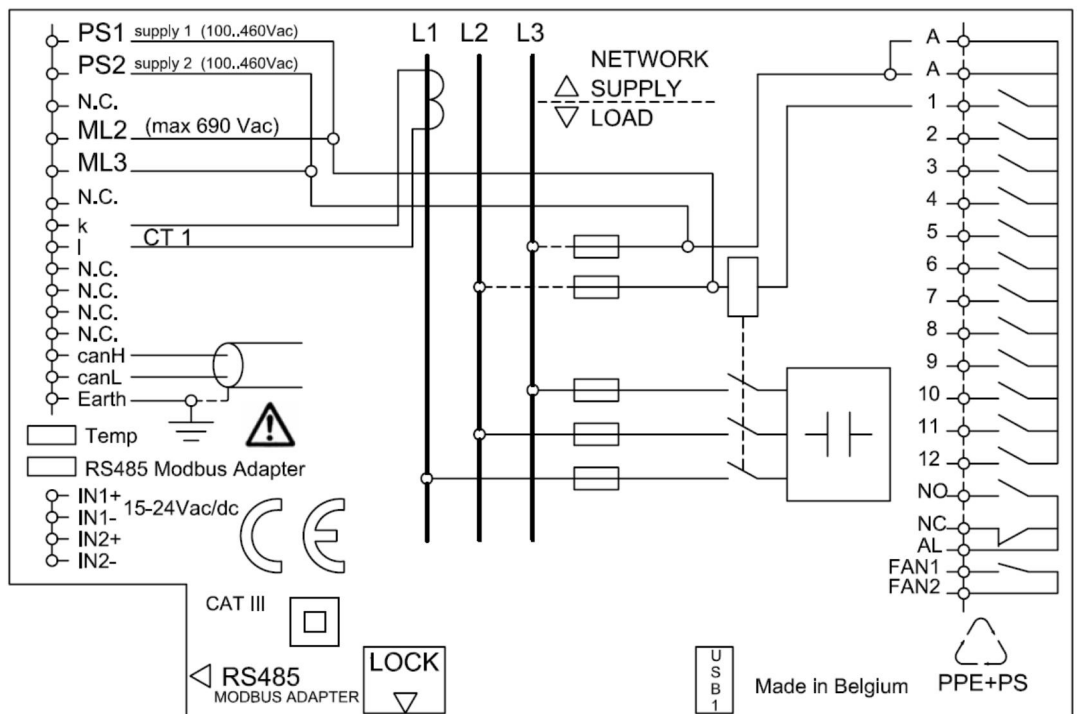 PS1 supply 1 (100..460Vac)
PS2 supply 2 (100..460Vac)
N.C.
ML2 (max 690 Vac)
ML3
N.C.
k
l CT 1
N.C.
N.C.
N.C.
N.C.
canH
canL
Earth
Temp
RS485 Modbus Adapter
IN1+ 15-24Vac/dc
IN1-
IN2+
IN2-
CE
CAT III
RS485
MODBUS ADAPTER
LOCK
L1 L2 L3
NETWORK
SUPPLY
LOAD
A
A
1
2
3
4
5
6
7
8
9
10
11
12
NO
NC
AL
FAN1
FAN2
USB1
Made in Belgium
PPE+PS